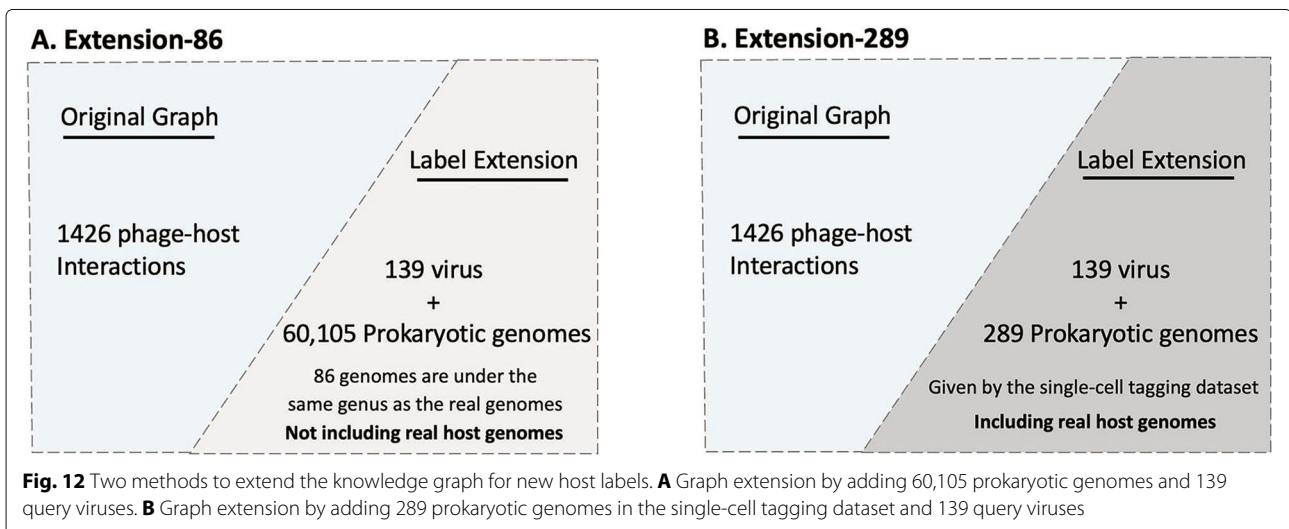 A. Extension-86
Original Graph
Label Extension
1426 phage-host
Interactions
139 virus
+
60,105 Prokaryotic genomes
86 genomes are under the
same genus as the real genomes
Not including real host genomes
B. Extension-289
Original Graph
Label Extension
1426 phage-host
Interactions
139 virus
+
289 Prokaryotic genomes
Given by the single-cell tagging dataset
Including real host genomes
Fig. 12 Two methods to extend the knowledge graph for new host labels. A Graph extension by adding 60,105 prokaryotic genomes and 139
query viruses. B Graph extension by adding 289 prokaryotic genomes in the single-cell tagging dataset and 139 query viruses